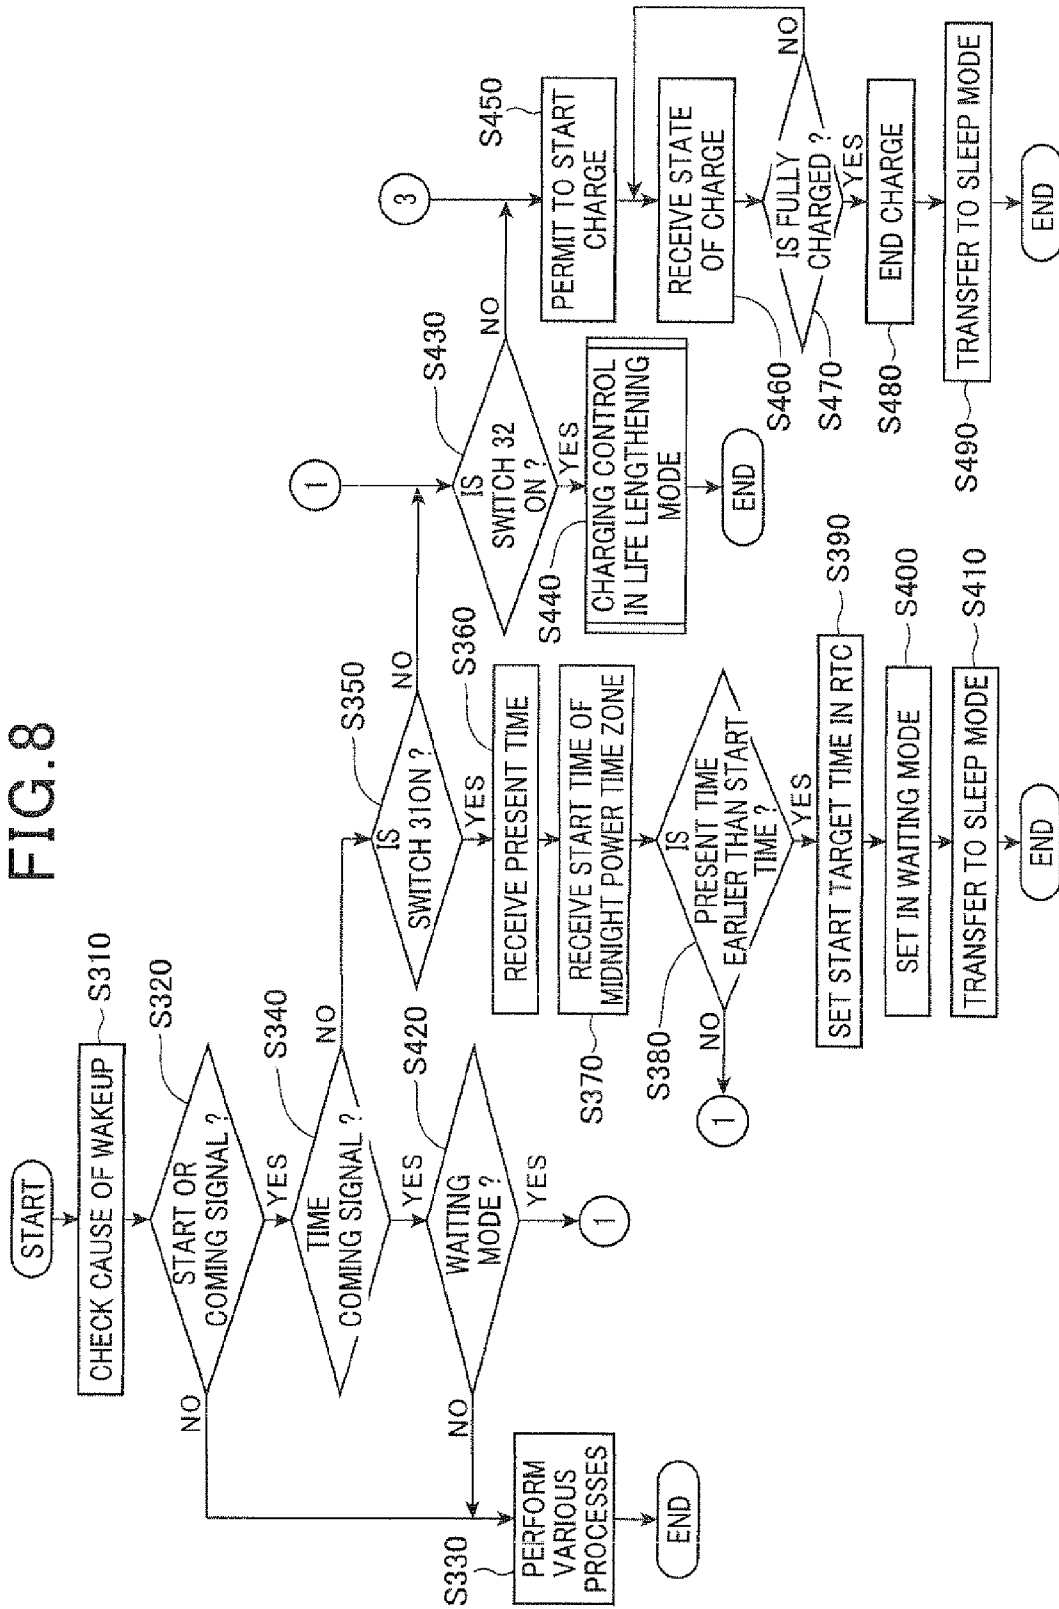 FIG.8
START
CHECK CAUSE OF WAKEUP
S310
START OR
COMING SIGNAL ?
S320
NO
YES
TIME
COMING SIGNAL ?
S340
NO
YES
WAITING
MODE ?
S420
NO
YES
1
S330
PERFORM
VARIOUS
PROCESSES
END
IS
SWITCH 31ON ?
S350
NO
YES
RECEIVE PRESENT TIME
S360
RECEIVE START TIME OF
MIDNIGHT POWER TIME ZONE
S370
IS
PRESENT TIME
EARLIER THAN START
TIME ?
S380
NO
1
YES
SET START TARGET TIME IN RTC
S390
SET IN WAITING MODE
S400
TRANSFER TO SLEEP MODE
S410
END
1
IS
SWITCH 32
ON ?
S430
NO
YES
S440
CHARGING CONTROL
IN LIFE LENGTHENING
MODE
END
3
PERMIT TO START
CHARGE
S450
RECEIVE STATE
OF CHARGE
S460
IS FULLY
CHARGED ?
S470
NO
YES
END CHARGE
S480
TRANSFER TO SLEEP MODE
S490
END